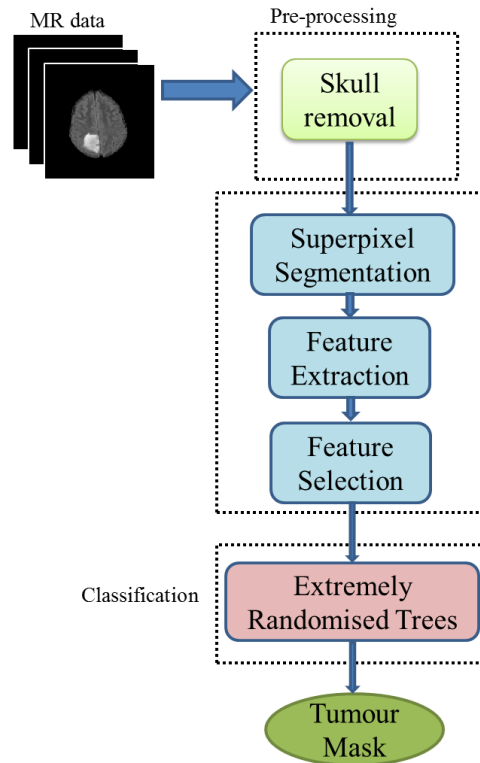 MR data
Pre-processing
Skull
removal
Superpixel
Segmentation
Feature
Extraction
Feature
Selection
Classification
Extremely
Randomised Trees
Tumour
Mask